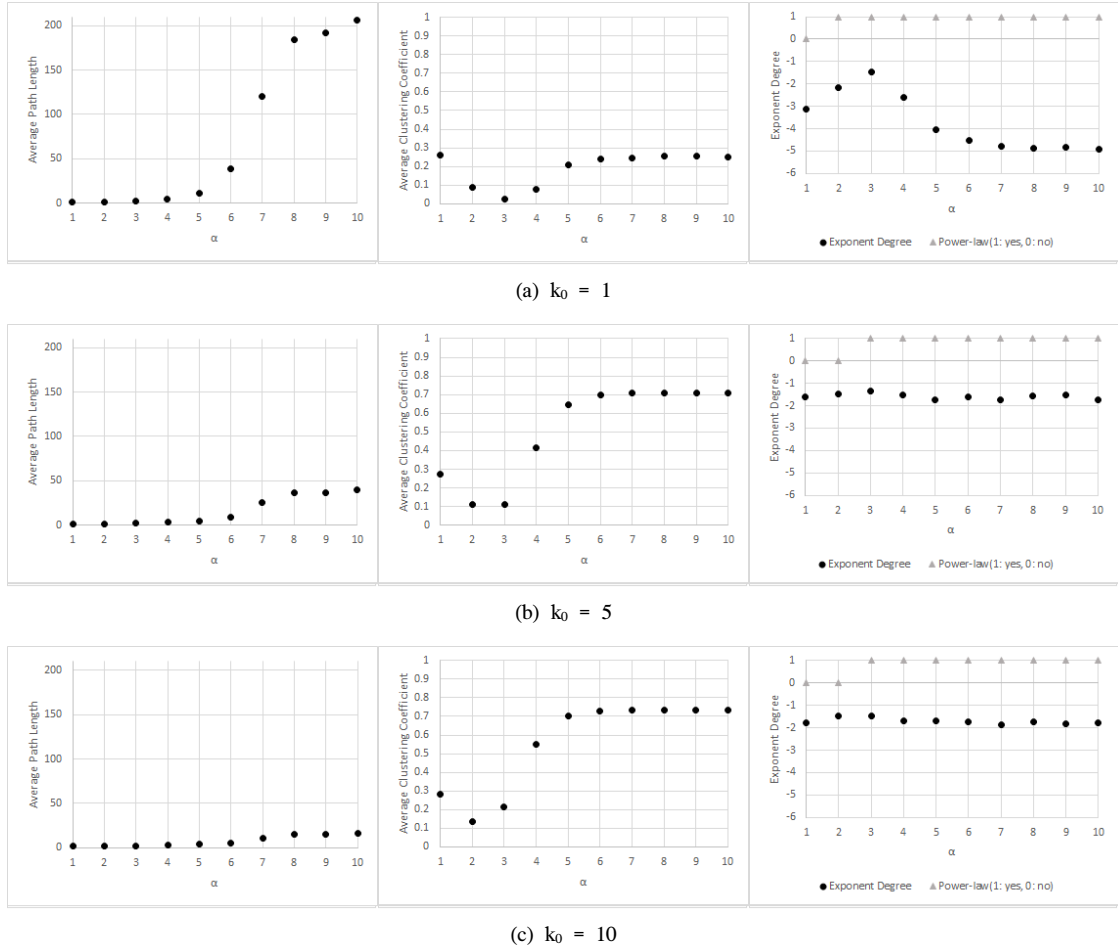 Average Path Length
200
150
100
50
0
1 2 3 4 5 6 7 8 9 10
α
Average Clustering Coefficient
1
0.9
0.8
0.7
0.6
0.5
0.4
0.3
0.2
0.1
0
1 2 3 4 5 6 7 8 9 10
α
Exponent Degree
1
0
-1
-2
-3
-4
-5
-6
1 2 3 4 5 6 7 8 9 10
α
Exponent Degree Power-law (1: yes, 0: no)
(a) k₀ = 1
Average Path Length
200
150
100
50
0
1 2 3 4 5 6 7 8 9 10
α
Average Clustering Coefficient
1
0.9
0.8
0.7
0.6
0.5
0.4
0.3
0.2
0.1
0
1 2 3 4 5 6 7 8 9 10
α
Exponent Degree
1
0
-1
-2
-3
-4
-5
-6
1 2 3 4 5 6 7 8 9 10
α
Exponent Degree Power-law (1: yes, 0: no)
(b) k₀ = 5
Average Path Length
200
150
100
50
0
1 2 3 4 5 6 7 8 9 10
α
Average Clustering Coefficient
1
0.9
0.8
0.7
0.6
0.5
0.4
0.3
0.2
0.1
0
1 2 3 4 5 6 7 8 9 10
α
Exponent Degree
1
0
-1
-2
-3
-4
-5
-6
1 2 3 4 5 6 7 8 9 10
α
Exponent Degree Power-law (1: yes, 0: no)
(c) k₀ = 10